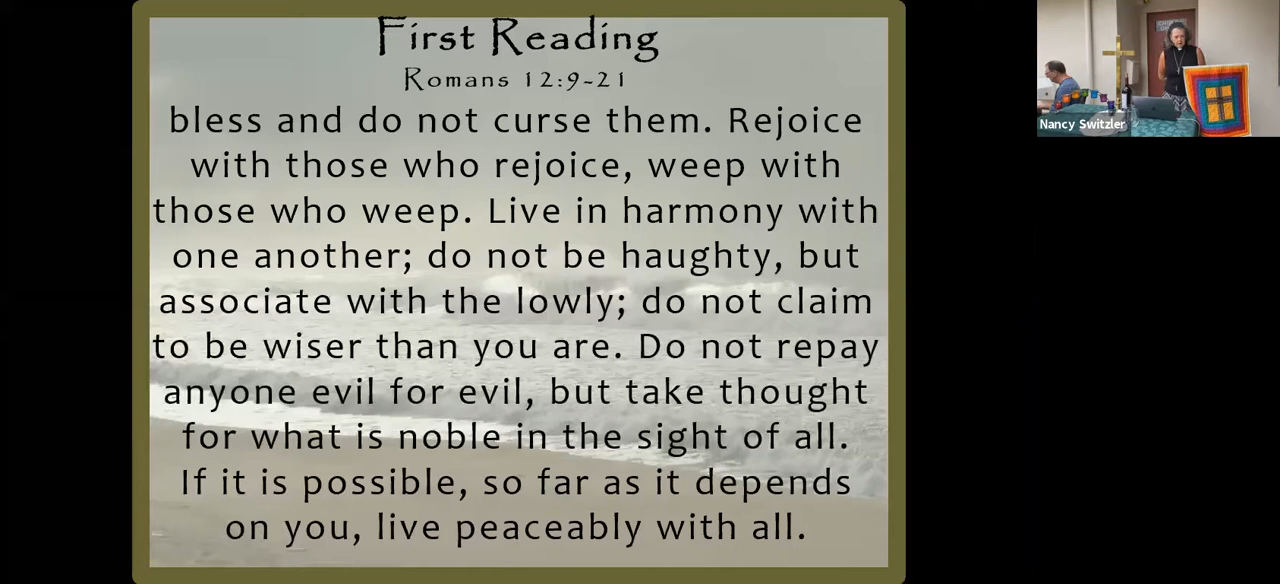 First Reading
Romans 12:9-21
bless and do not curse them. Rejoice
with those who rejoice, weep with
those who weep. Live in harmony with
one another; do not be haughty, but
associate with the lowly; do not claim
to be wiser than you are. Do not repay
anyone evil for evil, but take thought
for what is noble in the sight of all.
If it is possible, so far as it depends
on you, live peaceably with all.
Nancy Switzler